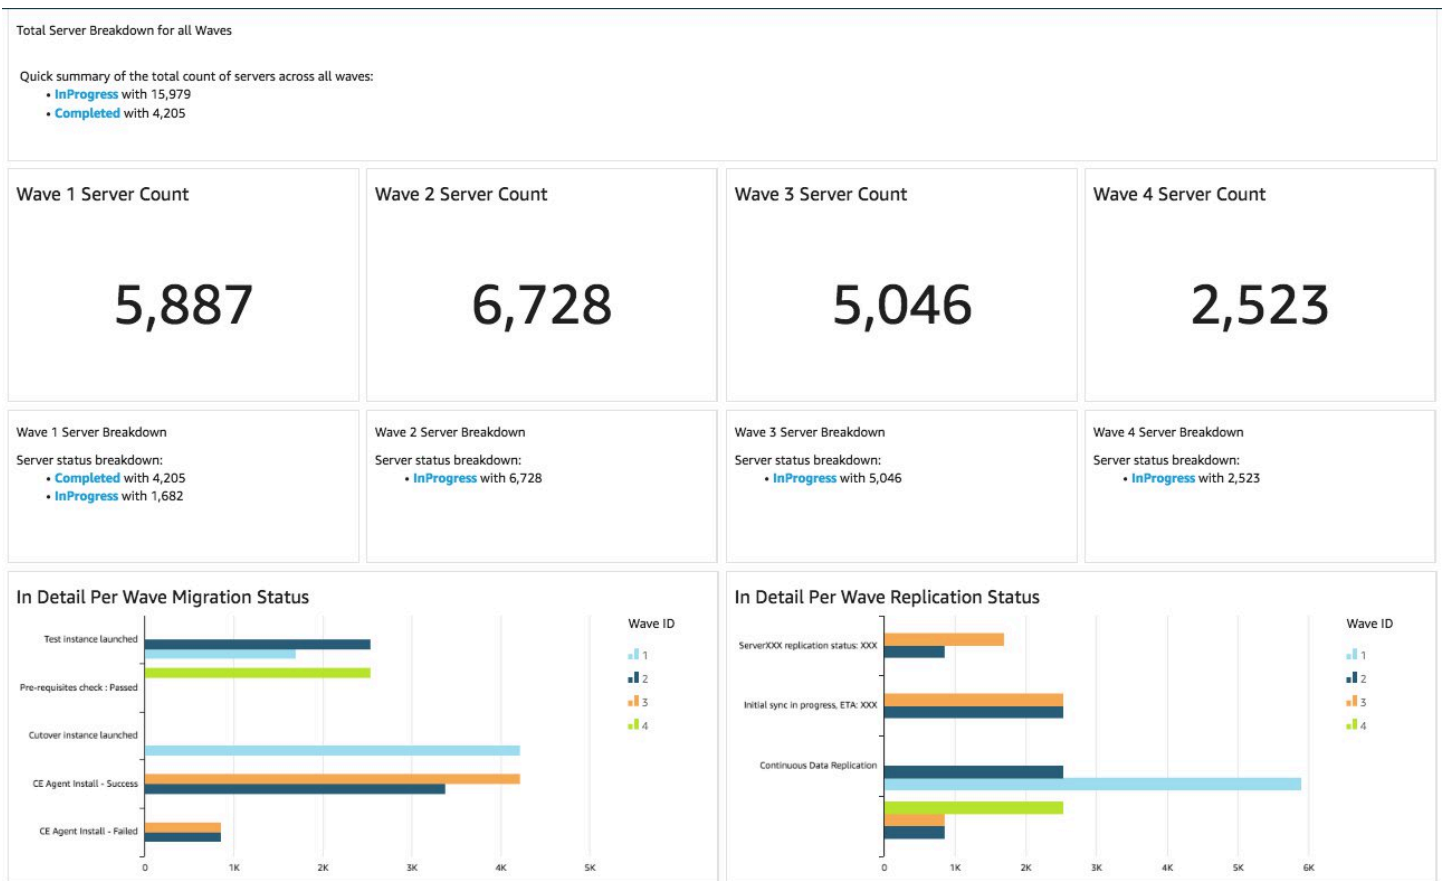 Total Server Breakdown for all Waves
Quick summary of the total count of servers across all waves:
• InProgress with 15,979
• Completed with 4,205
Wave 1 Server Count
5,887
Wave 2 Server Count
6,728
Wave 3 Server Count
5,046
Wave 4 Server Count
2,523
Wave 1 Server Breakdown
Server status breakdown:
• Completed with 4,205
• InProgress with 1,682
Wave 2 Server Breakdown
Server status breakdown:
• InProgress with 6,728
Wave 3 Server Breakdown
Server status breakdown:
• InProgress with 5,046
Wave 4 Server Breakdown
Server status breakdown:
• InProgress with 2,523
In Detail Per Wave Migration Status
Test instance launched
Pre-requisites check : Passed
Cutover instance launched
CE Agent Install - Success
CE Agent Install - Failed
0 1K 2K 3K 4K 5K
Wave ID
1
2
3
4
In Detail Per Wave Replication Status
ServerXXX replication status: XXX
Initial sync in progress, ETA: XXX
Continuous Data Replication
0 1K 2K 3K 4K 5K 6K
Wave ID
1
2
3
4